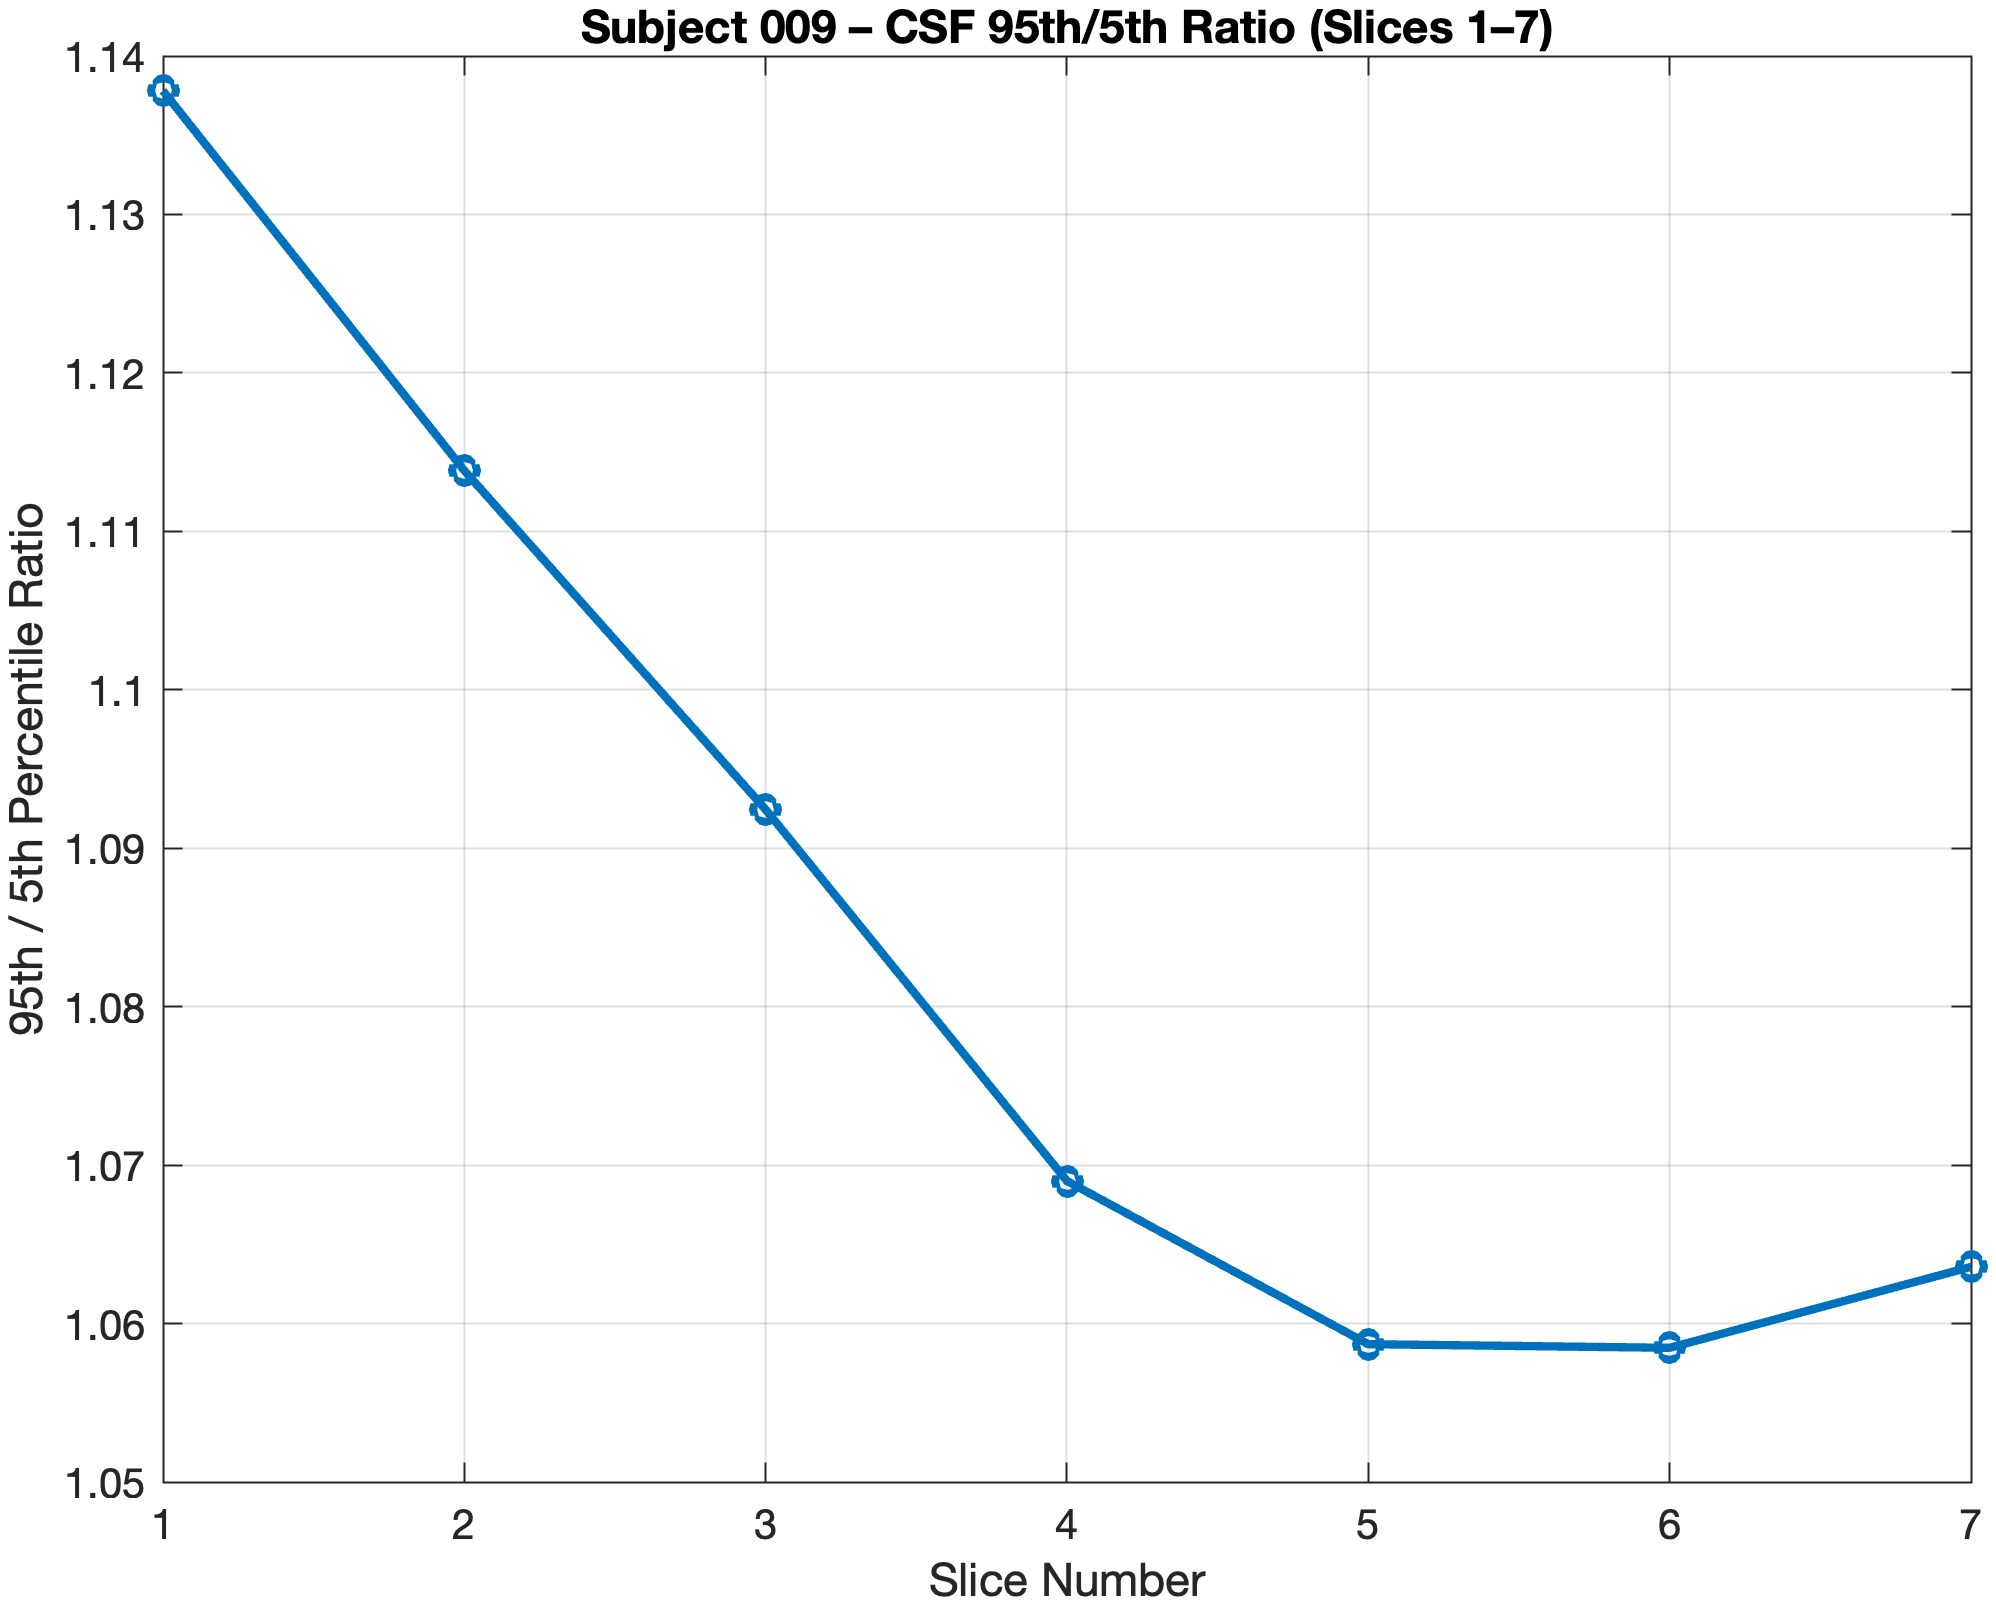 Subject 009 – CSF 95th/5th Ratio (Slices 1–7)
95th / 5th Percentile Ratio
1.14
1.13
1.12
1.11
1.1
1.09
1.08
1.07
1.06
1.05
1 2 3 4 5 6 7
Slice Number